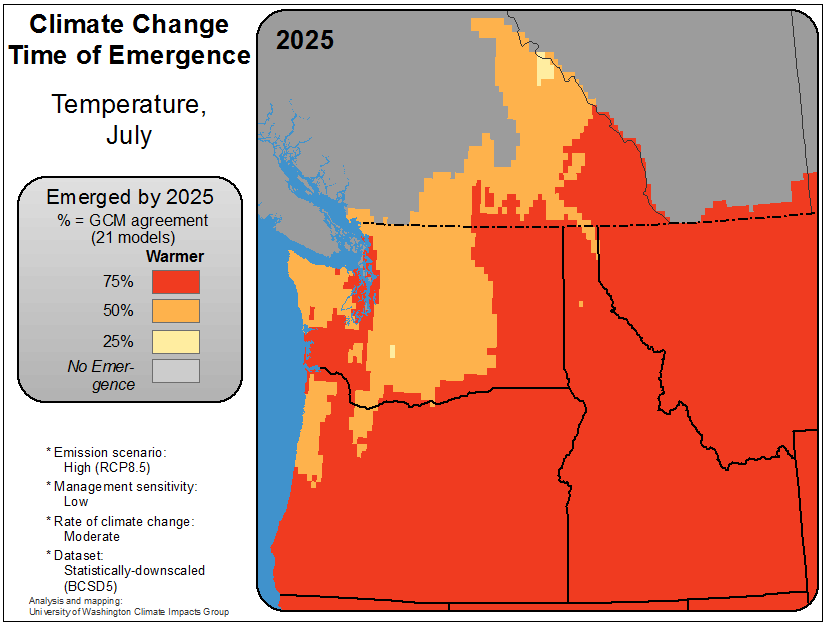 Climate Change
Time of Emergence
Temperature,
July
Emerged by 2025
% = GCM agreement
(21 models)
Warmer
75%
50%
25%
No Emer-
gence
* Emission scenario:
High (RCP8.5)
* Management sensitivity:
Low
* Rate of climate change:
Moderate
* Dataset:
Statistically-downscaled
(BCSD5)
Analysis and mapping:
University of Washington Climate Impacts Group
2025